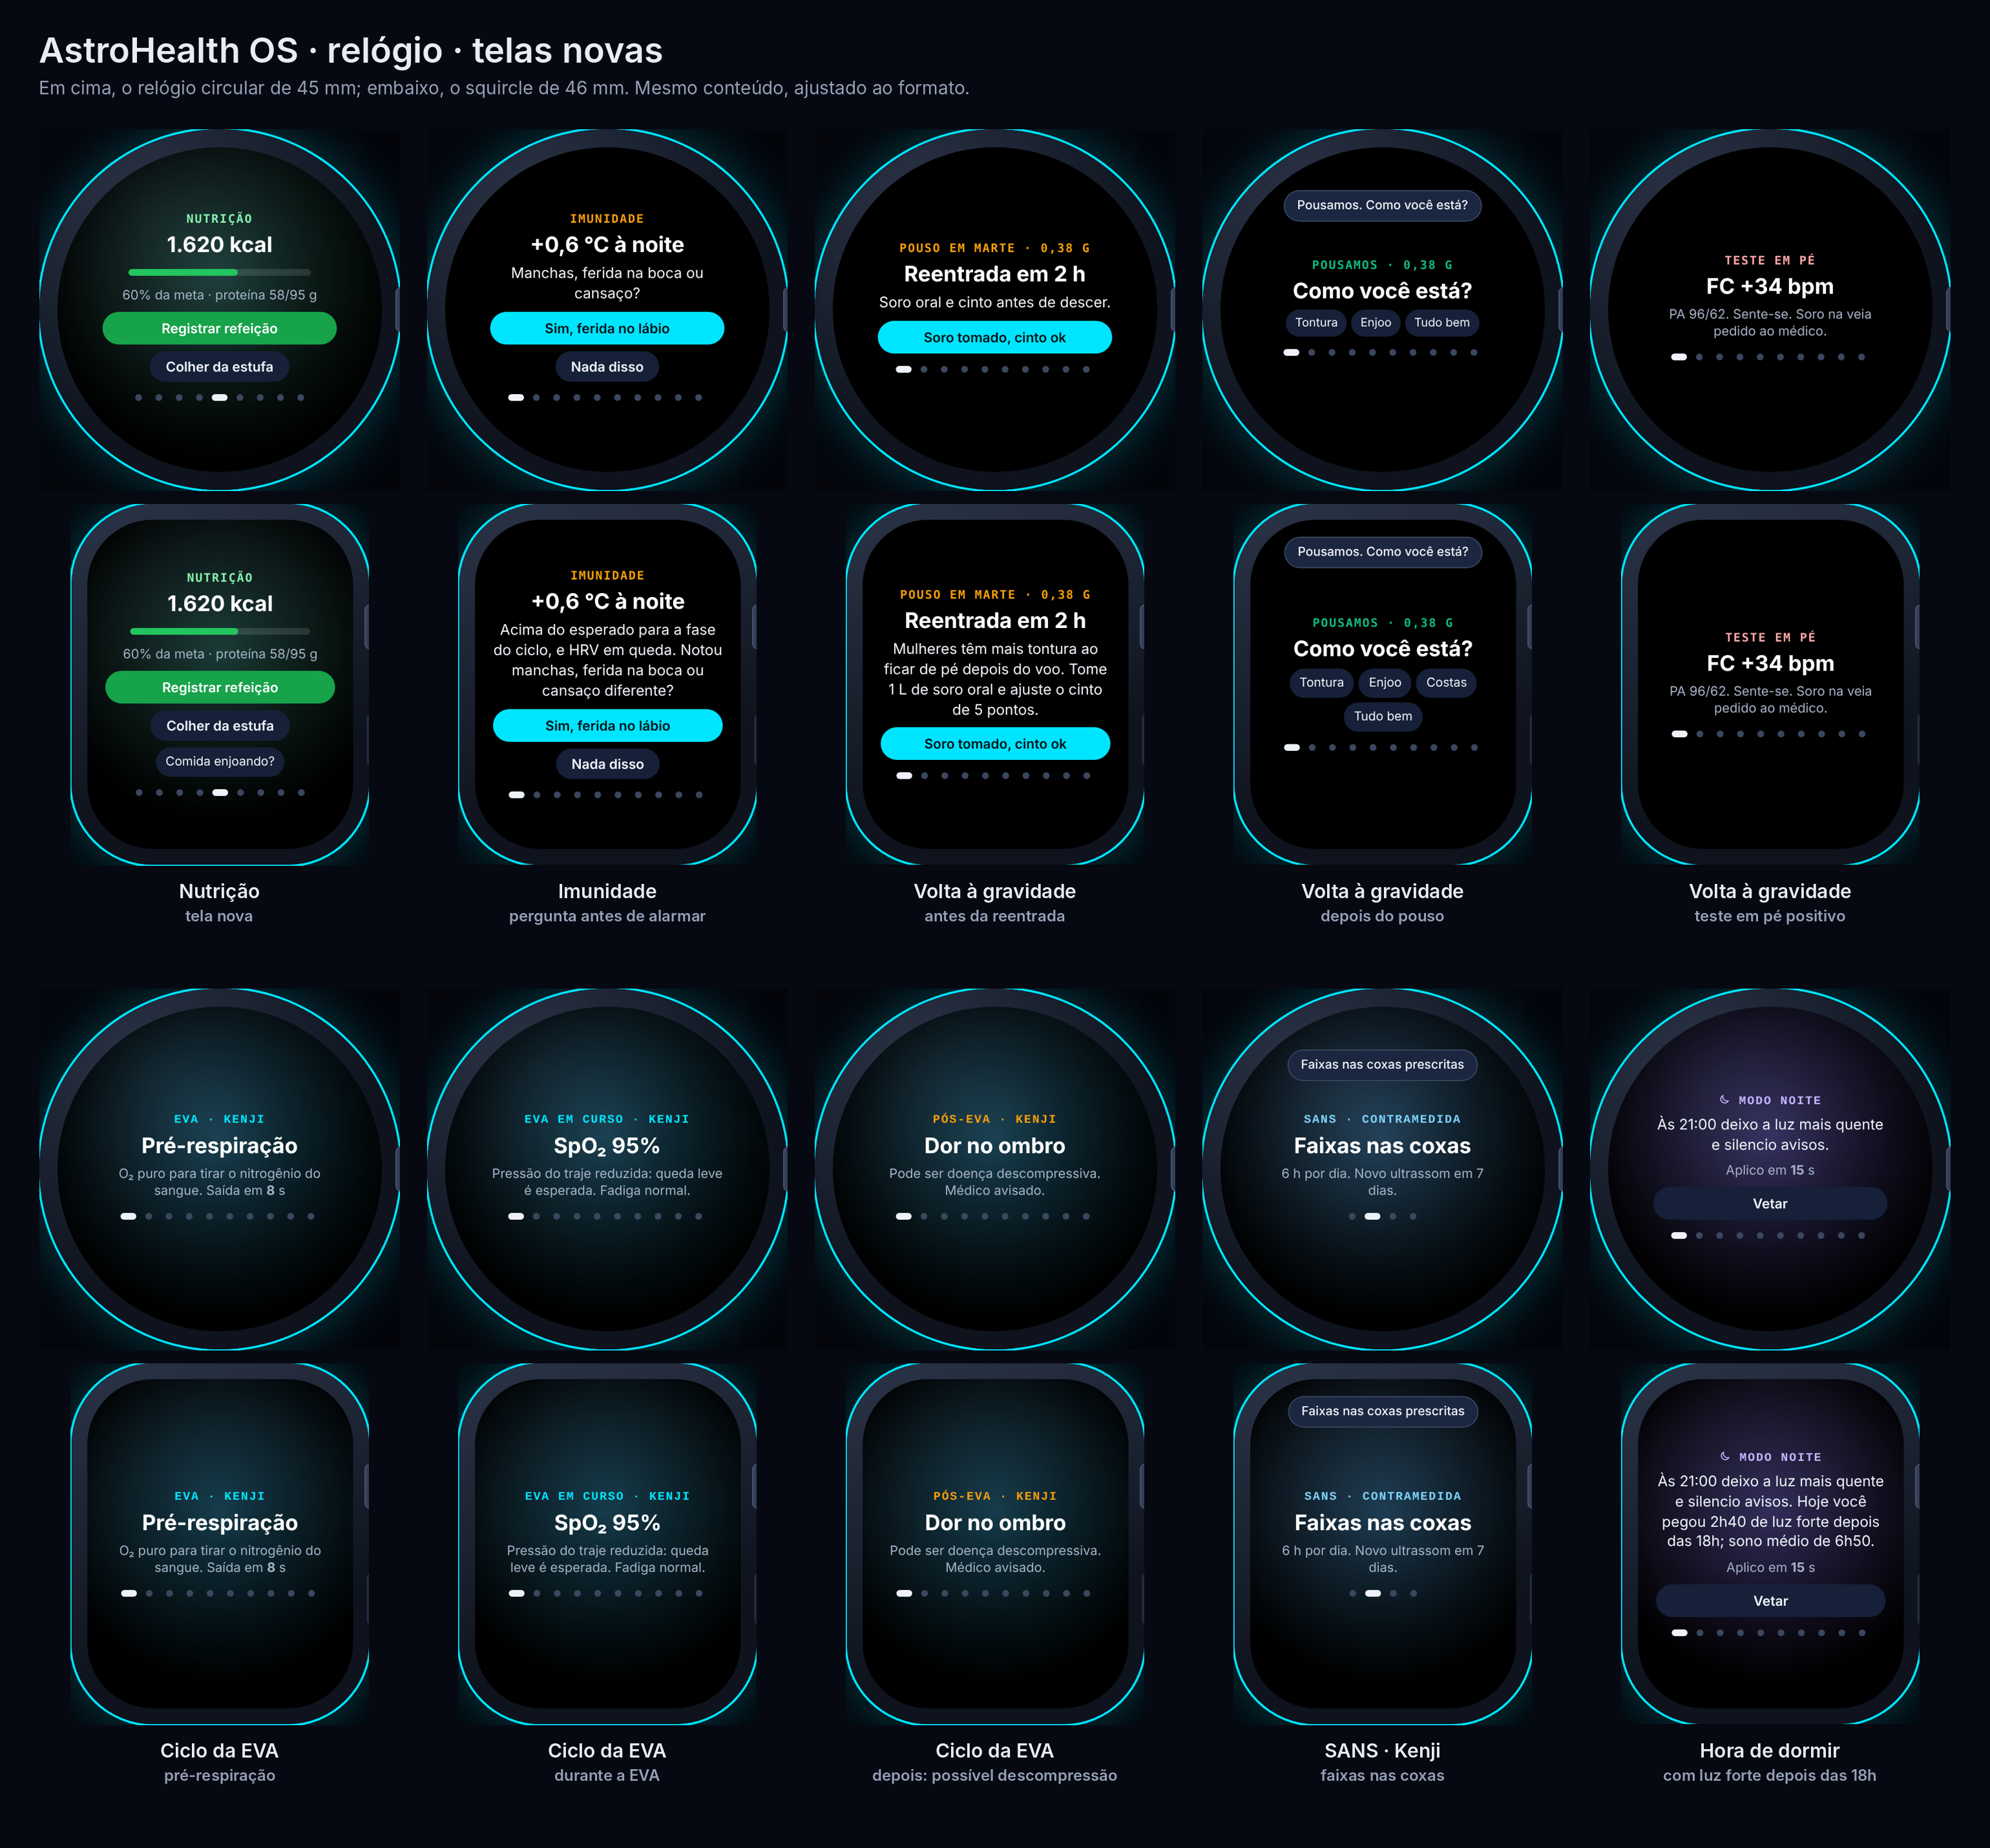 AstroHealth OS · relógio · telas novas
Em cima, o relógio circular de 45 mm; embaixo, o squircle de 46 mm. Mesmo conteúdo, ajustado ao formato.
NUTRIÇÃO
1.620 kcal
60% da meta · proteína 58/95 g
Registrar refeição
Colher da estufa
IMUNIDADE
+0,6 °C à noite
Manchas, ferida na boca ou
cansaço?
Sim, ferida no lábio
Nada disso
POUSO EM MARTE · 0,38 G
Reentrada em 2 h
Soro oral e cinto antes de descer.
Soro tomado, cinto ok
Pousamos. Como você está?
POUSAMOS · 0,38 G
Como você está?
Tontura
Enjoo
Tudo bem
TESTE EM PÉ
FC +34 bpm
PA 96/62. Sente-se. Soro na veia
pedido ao médico.
NUTRIÇÃO
1.620 kcal
60% da meta · proteína 58/95 g
Registrar refeição
Colher da estufa
Comida enjoando?
IMUNIDADE
+0,6 °C à noite
Acima do esperado para a fase
do ciclo, e HRV em queda. Notou
manchas, ferida na boca ou
cansaço diferente?
Sim, ferida no lábio
Nada disso
POUSO EM MARTE · 0,38 G
Reentrada em 2 h
Mulheres têm mais tontura ao
ficar de pé depois do voo. Tome
1 L de soro oral e ajuste o cinto
de 5 pontos.
Soro tomado, cinto ok
Pousamos. Como você está?
POUSAMOS · 0,38 G
Como você está?
Tontura
Enjoo
Costas
Tudo bem
TESTE EM PÉ
FC +34 bpm
PA 96/62. Sente-se. Soro na veia
pedido ao médico.
Nutrição
tela nova
Imunidade
pergunta antes de alarmar
Volta à gravidade
antes da reentrada
Volta à gravidade
depois do pouso
Volta à gravidade
teste em pé positivo
EVA · KENJI
Pré-respiração
O₂ puro para tirar o nitrogênio do
sangue. Saída em 8 s
EVA EM CURSO · KENJI
SpO₂ 95%
Pressão do traje reduzida: queda leve
é esperada. Fadiga normal.
PÓS-EVA · KENJI
Dor no ombro
Pode ser doença descompressiva.
Médico avisado.
Faixas nas coxas prescritas
SANS · CONTRAMEDIDA
Faixas nas coxas
6 h por dia. Novo ultrassom em 7
dias.
MODO NOITE
Às 21:00 deixo a luz mais quente
e silencio avisos.
Aplico em 15 s
Vetar
EVA · KENJI
Pré-respiração
O₂ puro para tirar o nitrogênio do
sangue. Saída em 8 s
EVA EM CURSO · KENJI
SpO₂ 95%
Pressão do traje reduzida: queda
leve é esperada. Fadiga normal.
PÓS-EVA · KENJI
Dor no ombro
Pode ser doença descompressiva.
Médico avisado.
Faixas nas coxas prescritas
SANS · CONTRAMEDIDA
Faixas nas coxas
6 h por dia. Novo ultrassom em 7
dias.
MODO NOITE
Às 21:00 deixo a luz mais quente
e silencio avisos. Hoje você
pegou 2h40 de luz forte depois
das 18h; sono médio de 6h50.
Aplico em 15 s
Vetar
Ciclo da EVA
pré-respiração
Ciclo da EVA
durante a EVA
Ciclo da EVA
depois: possível descompressão
SANS · Kenji
faixas nas coxas
Hora de dormir
com luz forte depois das 18h